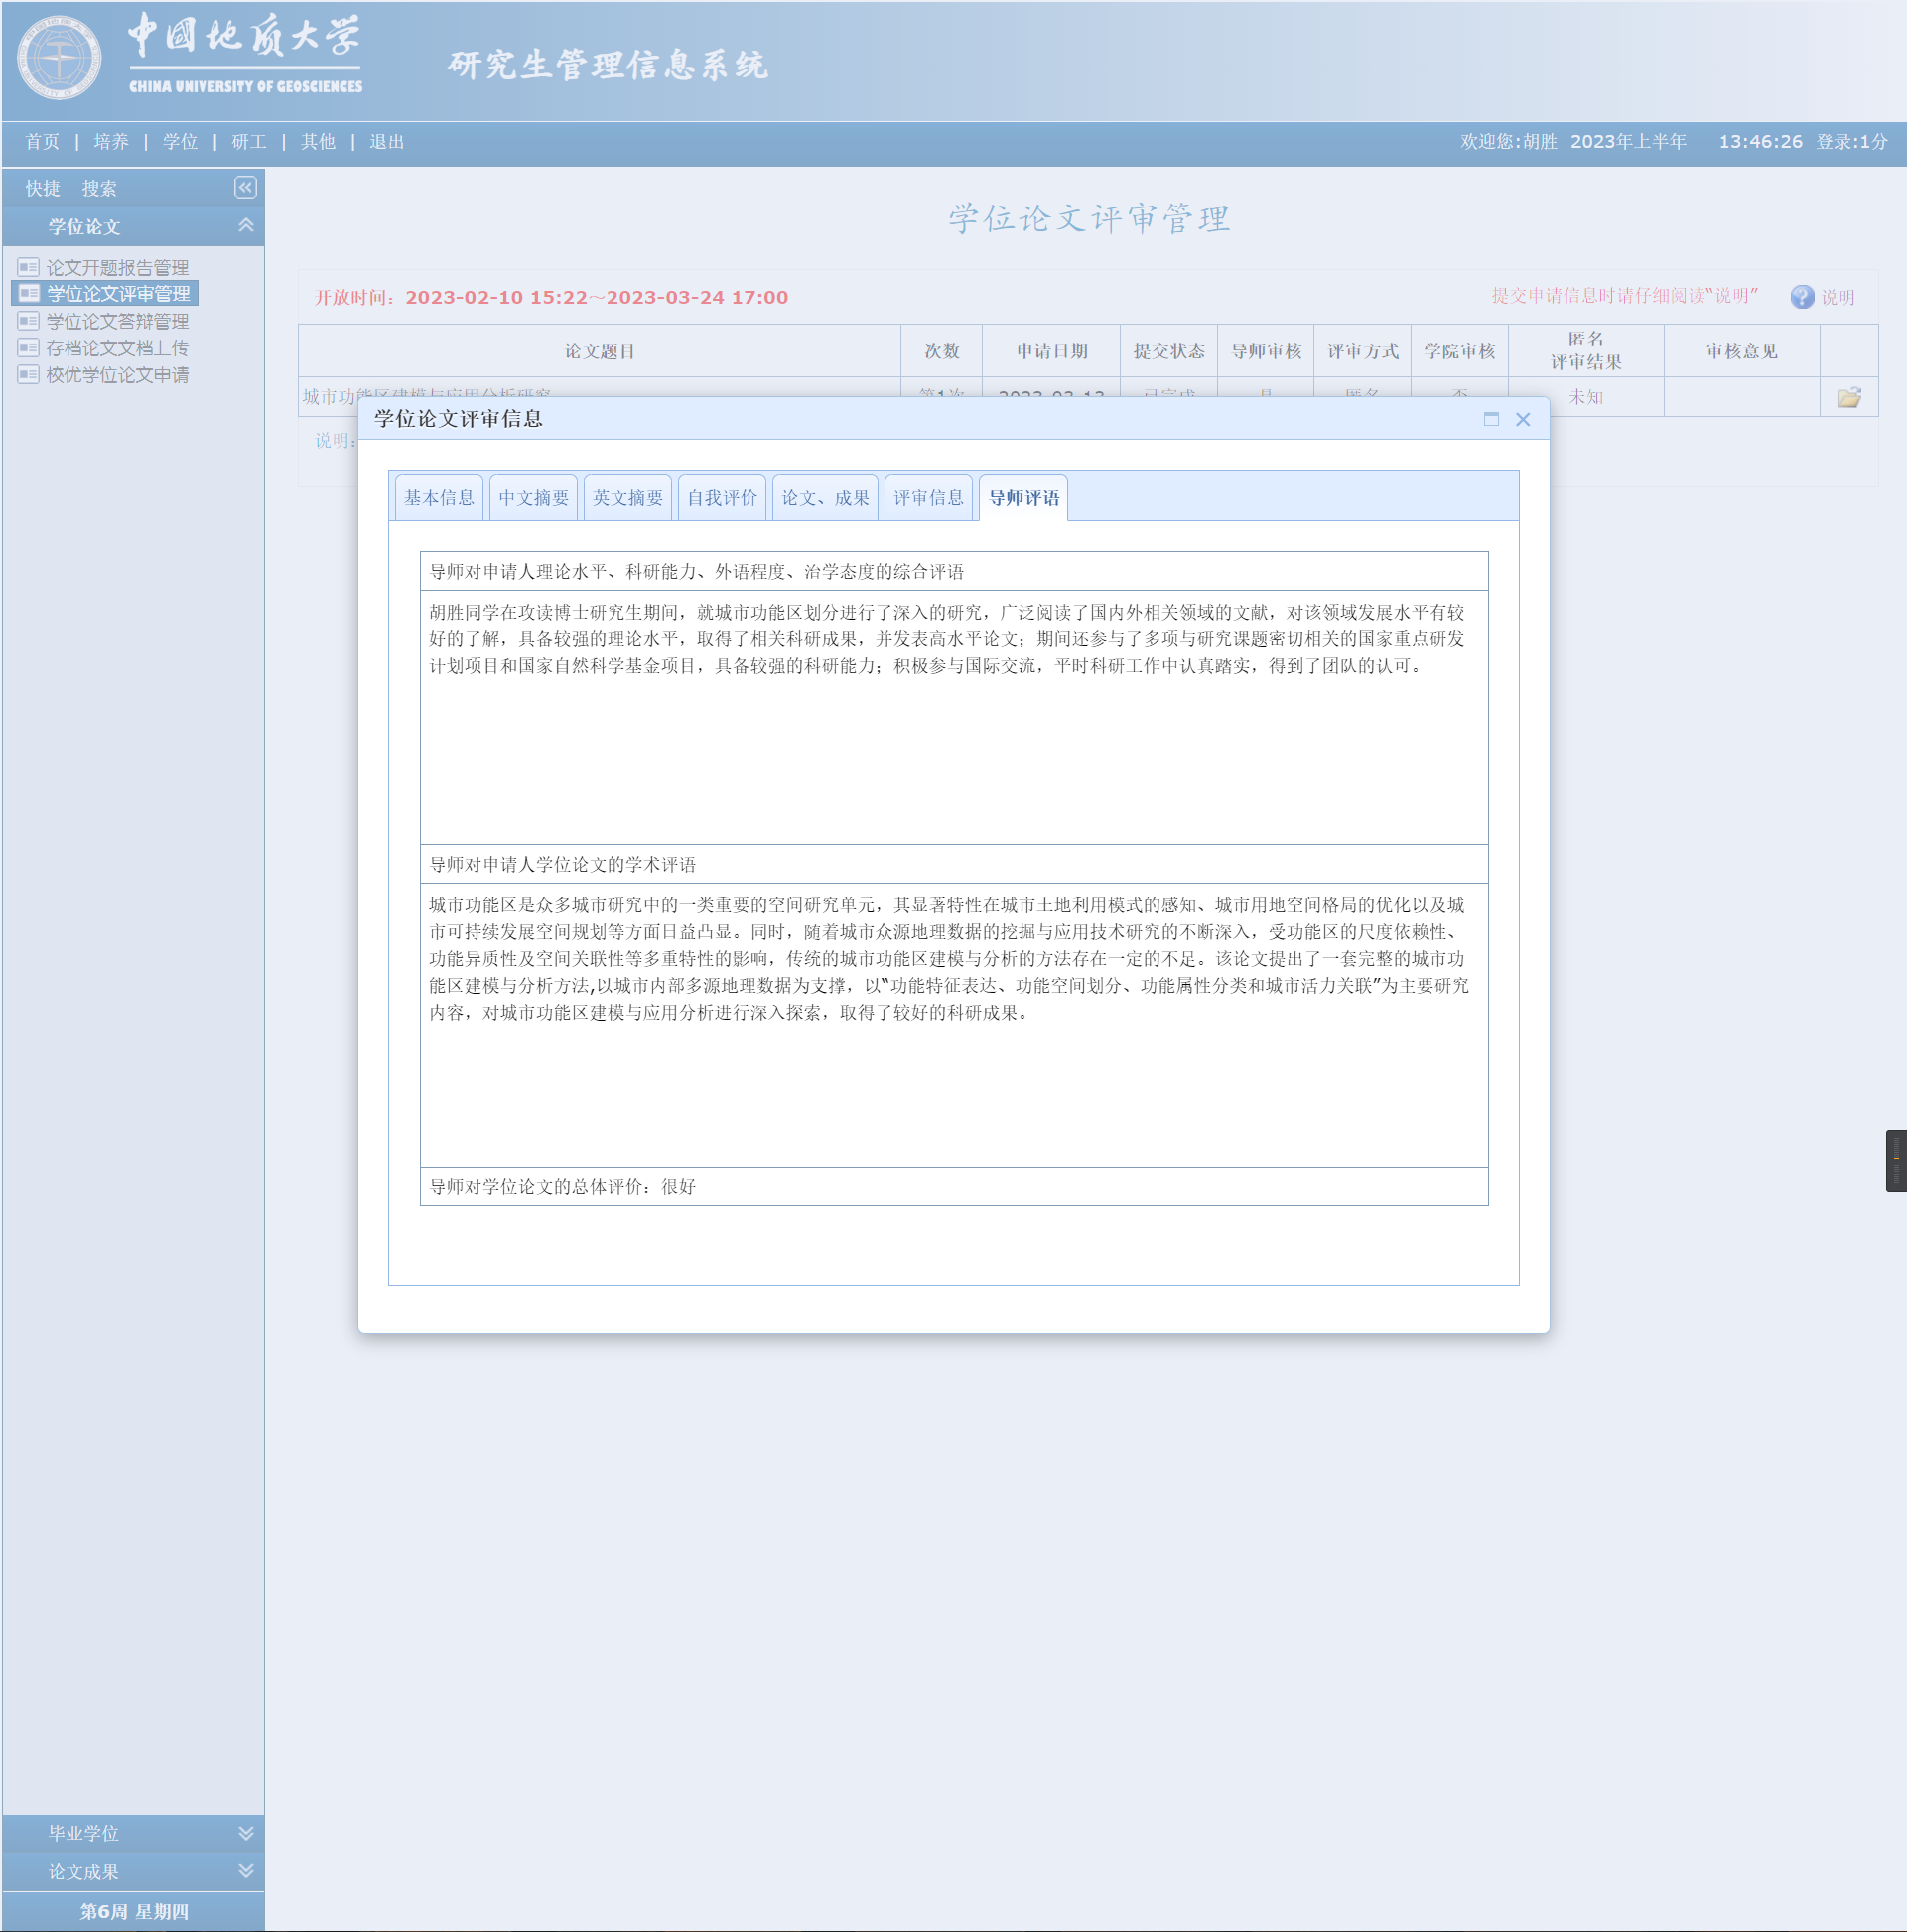 中國地质大学
CHINA UNIVERSITY OF GEOSCIENCES
研究生管理信息系统
首页 | 培养 | 学位 | 研工 | 其他 | 退出
欢迎您:胡胜 2023年上半年 13:46:26 登录:1分
快捷 搜索
学位论文
论文开题报告管理
学位论文评审管理
学位论文答辩管理
存档论文文档上传
校优学位论文申请
学位论文评审管理
开放时间：2023-02-10 15:22～2023-03-24 17:00
提交申请信息时请仔细阅读“说明” 说明
论文题目 次数 申请日期 提交状态 导师审核 评审方式 学院审核 匿名评审结果 审核意见
城市功能区建模与应用分析研究 第1次 2023-03-13 已完成 是 匿名 否 未知
说明:
学位论文评审信息
基本信息 中文摘要 英文摘要 自我评价 论文、成果 评审信息 导师评语
导师对申请人理论水平、科研能力、外语程度、治学态度的综合评语
胡胜同学在攻读博士研究生期间，就城市功能区划分进行了深入的研究，广泛阅读了国内外相关领域的文献，对该领域发展水平有较
好的了解，具备较强的理论水平，取得了相关科研成果，并发表高水平论文；期间还参与了多项与研究课题密切相关的国家重点研发
计划项目和国家自然科学基金项目，具备较强的科研能力；积极参与国际交流，平时科研工作中认真踏实，得到了团队的认可。
导师对申请人学位论文的学术评语
城市功能区是众多城市研究中的一类重要的空间研究单元，其显著特性在城市土地利用模式的感知、城市用地空间格局的优化以及城
市可持续发展空间规划等方面日益凸显。同时，随着城市众源地理数据的挖掘与应用技术研究的不断深入，受功能区的尺度依赖性、
功能异质性及空间关联性等多重特性的影响，传统的城市功能区建模与分析的方法存在一定的不足。该论文提出了一套完整的城市功
能区建模与分析方法,以城市内部多源地理数据为支撑，以“功能特征表达、功能空间划分、功能属性分类和城市活力关联”为主要研究
内容，对城市功能区建模与应用分析进行深入探索，取得了较好的科研成果。
导师对学位论文的总体评价：很好
毕业学位
论文成果
第6周 星期四